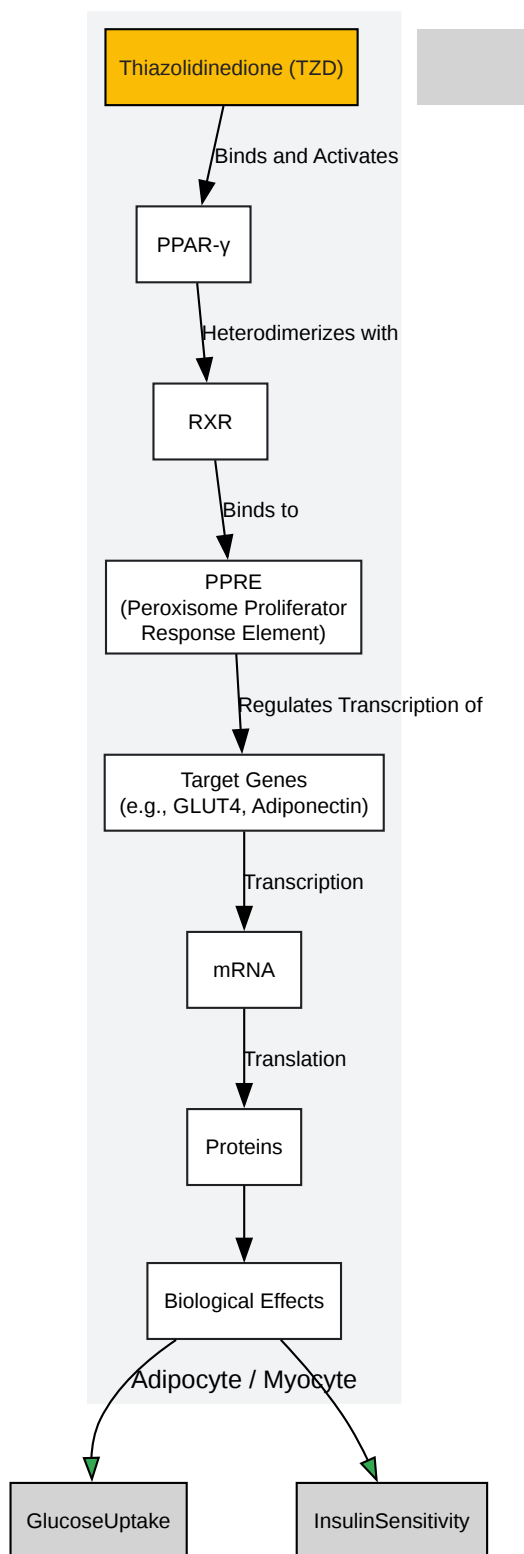 Thiazolidinedione (TZD)
Binds and Activates
PPAR-γ
Heterodimerizes with
RXR
Binds to
PPRE
(Peroxisome Proliferator
Response Element)
Regulates Transcription of
Target Genes
(e.g., GLUT4, Adiponectin)
Transcription
mRNA
Translation
Proteins
Biological Effects
Adipocyte / Myocyte
GlucoseUptake
InsulinSensitivity